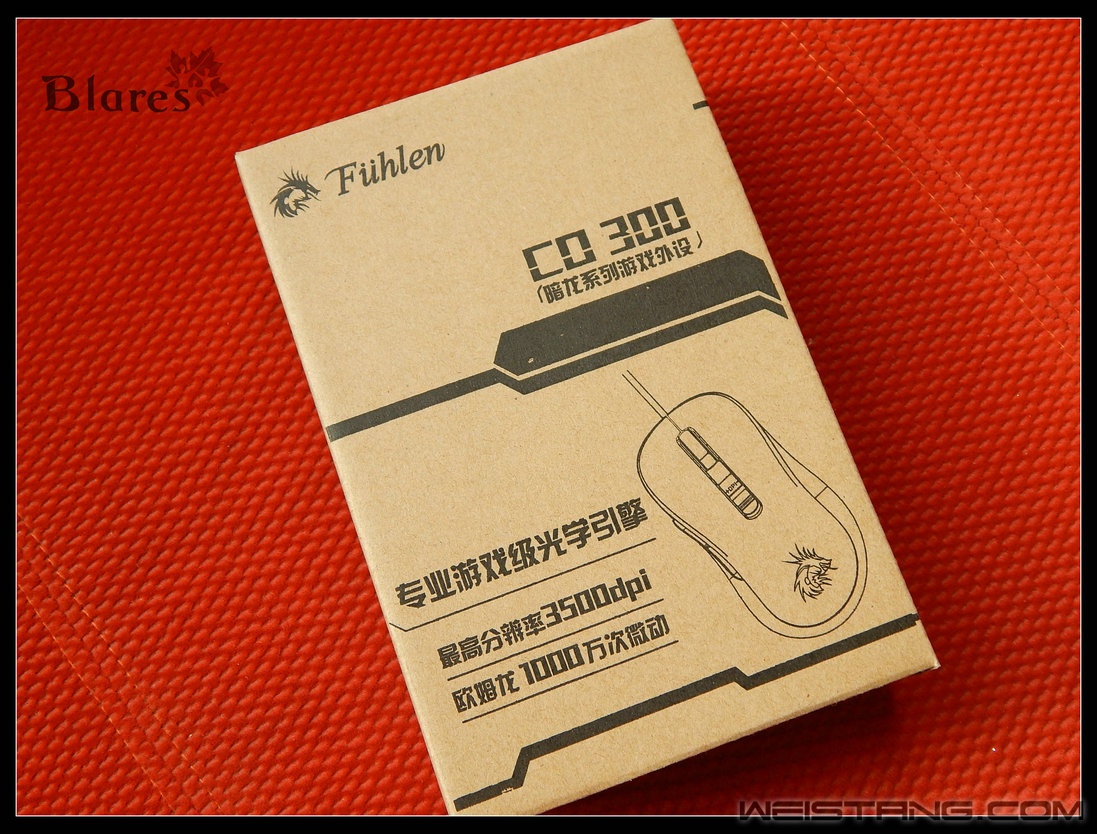 Blares
Fühlen
CO 300
（暗龙系列游戏外设）
专业游戏级光学引擎
最高分辨率3500dpi
欧姆龙1000万次微动
WEISTANG.COM